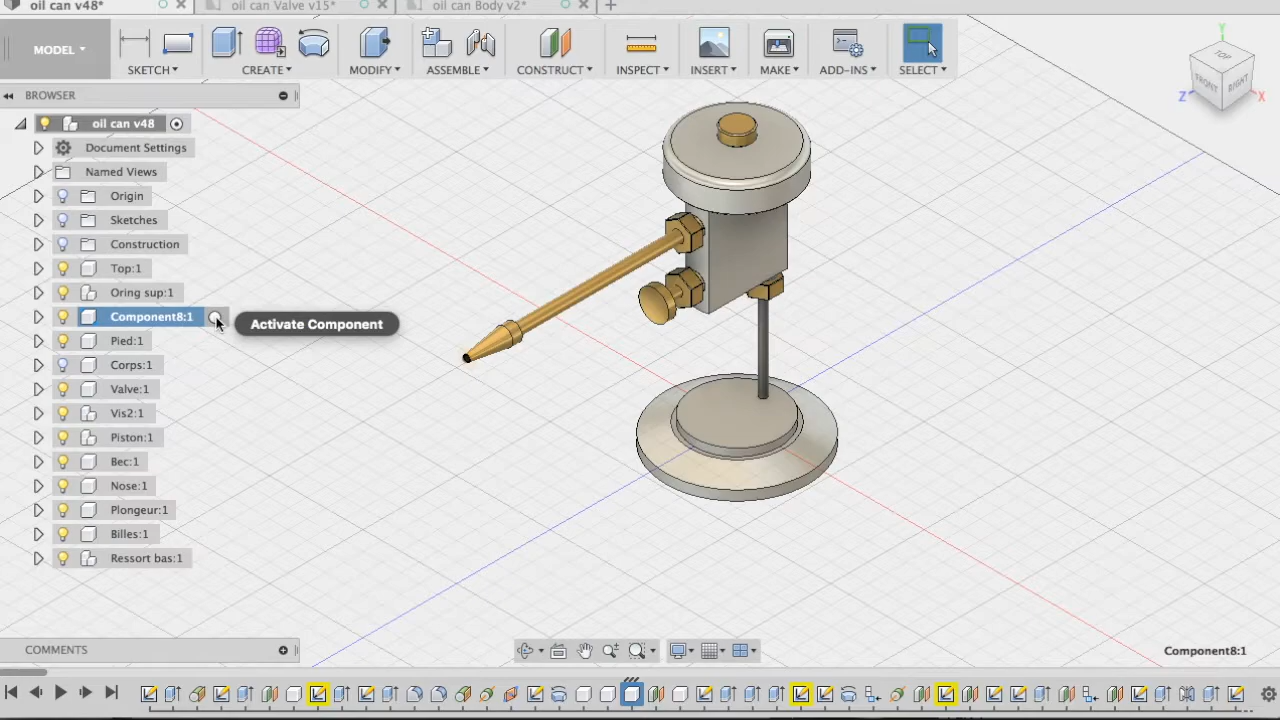 oil can v48*
oil can Valve v15*
oil can Body v2*
MODEL
SKETCH
CREATE
MODIFY
ASSEMBLE
CONSTRUCT
INSPECT
INSERT
MAKE
ADD-INS
SELECT
BROWSER
oil can v48
Document Settings
Named Views
Origin
Sketches
Construction
Top:1
Oring sup:1
Component8:1
Activate Component
Pied:1
Corps:1
Valve:1
Vis2:1
Piston:1
Bec:1
Nose:1
Plongeur:1
Billes:1
Ressort bas:1
Y
TOP
FRONT
RIGHT
Z
X
COMMENTS
Component8:1